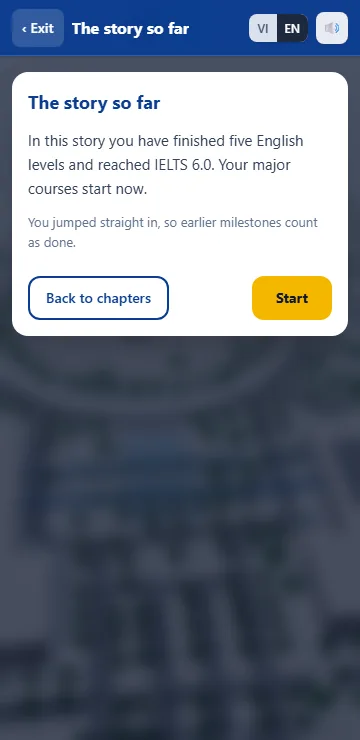 ‹ Exit
The story so far
VI
EN
The story so far
In this story you have finished five English
levels and reached IELTS 6.0. Your major
courses start now.
You jumped straight in, so earlier milestones count
as done.
Back to chapters
Start